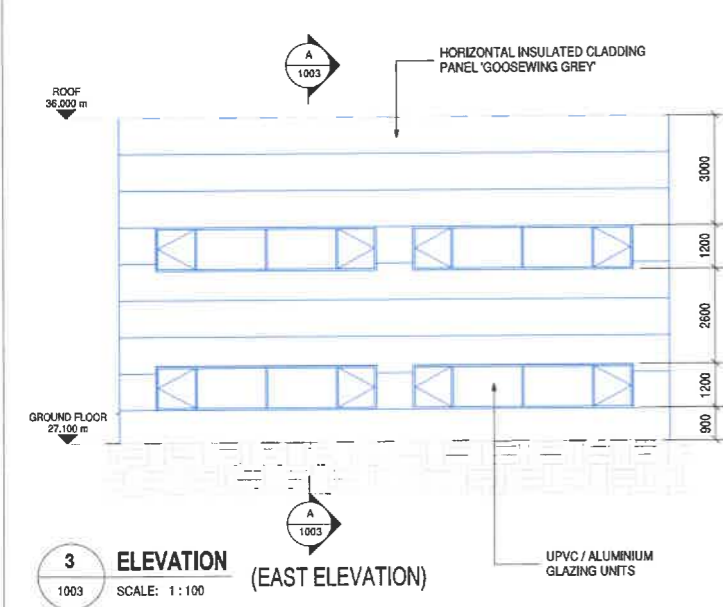 A
1003
HORIZONTAL INSULATED CLADDING
PANEL 'GOOSEWING GREY'
ROOF
36.000 m
3000
1200
2600
1200
900
GROUND FLOOR
27.100 m
A
1003
3
1003
ELEVATION
SCALE: 1:100
(EAST ELEVATION)
UPVC / ALUMINIUM
GLAZING UNITS